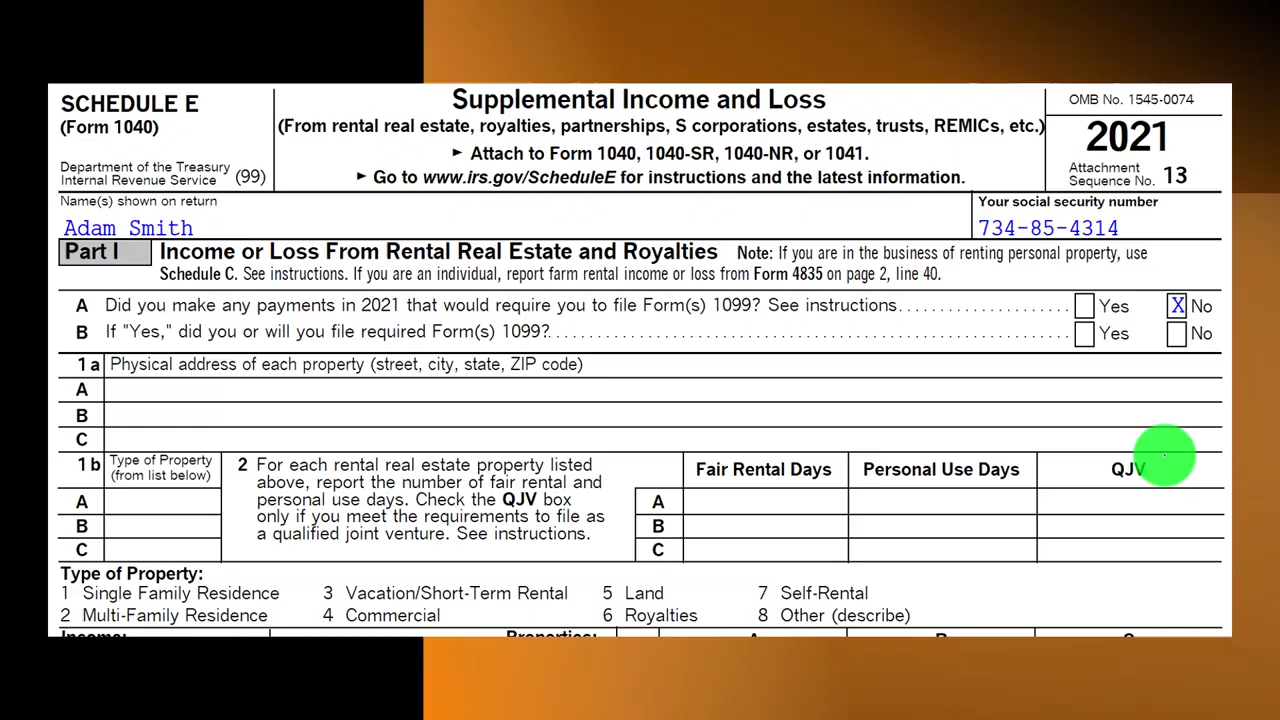 SCHEDULE E
(Form 1040)
Department of the Treasury
Internal Revenue Service (99)
Supplemental Income and Loss
(From rental real estate, royalties, partnerships, S corporations, estates, trusts, REMICs, etc.)
► Attach to Form 1040, 1040-SR, 1040-NR, or 1041.
► Go to www.irs.gov/ScheduleE for instructions and the latest information.
OMB No. 1545-0074
2021
Attachment
Sequence No. 13
Name(s) shown on return
Adam Smith
Your social security number
734-85-4314
Part I Income or Loss From Rental Real Estate and Royalties Note: If you are in the business of renting personal property, use
Schedule C. See instructions. If you are an individual, report farm rental income or loss from Form 4835 on page 2, line 40.
A Did you make any payments in 2021 that would require you to file Form(s) 1099? See instructions Yes X No
B If "Yes," did you or will you file required Form(s) 1099? Yes No
1a Physical address of each property (street, city, state, ZIP code)
A
B
C
1b Type of Property
(from list below)
A
B
C
2 For each rental real estate property listed
above, report the number of fair rental and
personal use days. Check the QJV box
only if you meet the requirements to file as
a qualified joint venture. See instructions.
Fair Rental Days Personal Use Days QJV
A
B
C
Type of Property:
1 Single Family Residence 3 Vacation/Short-Term Rental 5 Land 7 Self-Rental
2 Multi-Family Residence 4 Commercial 6 Royalties 8 Other (describe)
Income: Properties: A B C